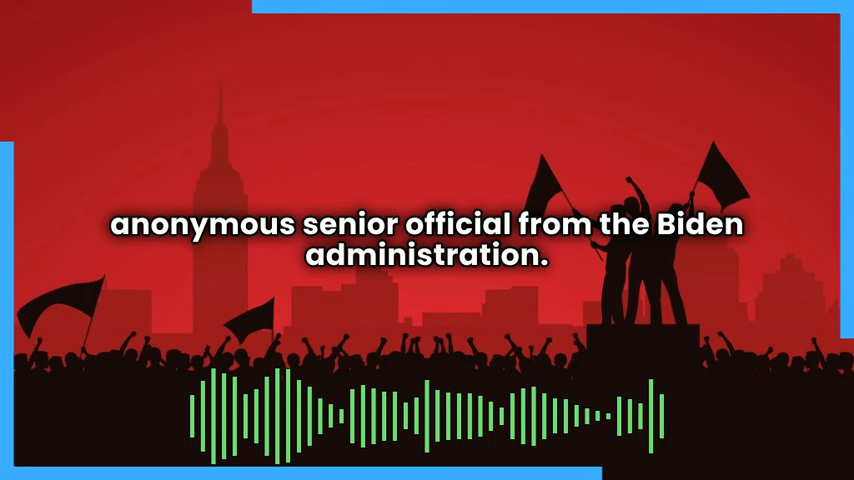 anonymous senior official from the Biden
administration.